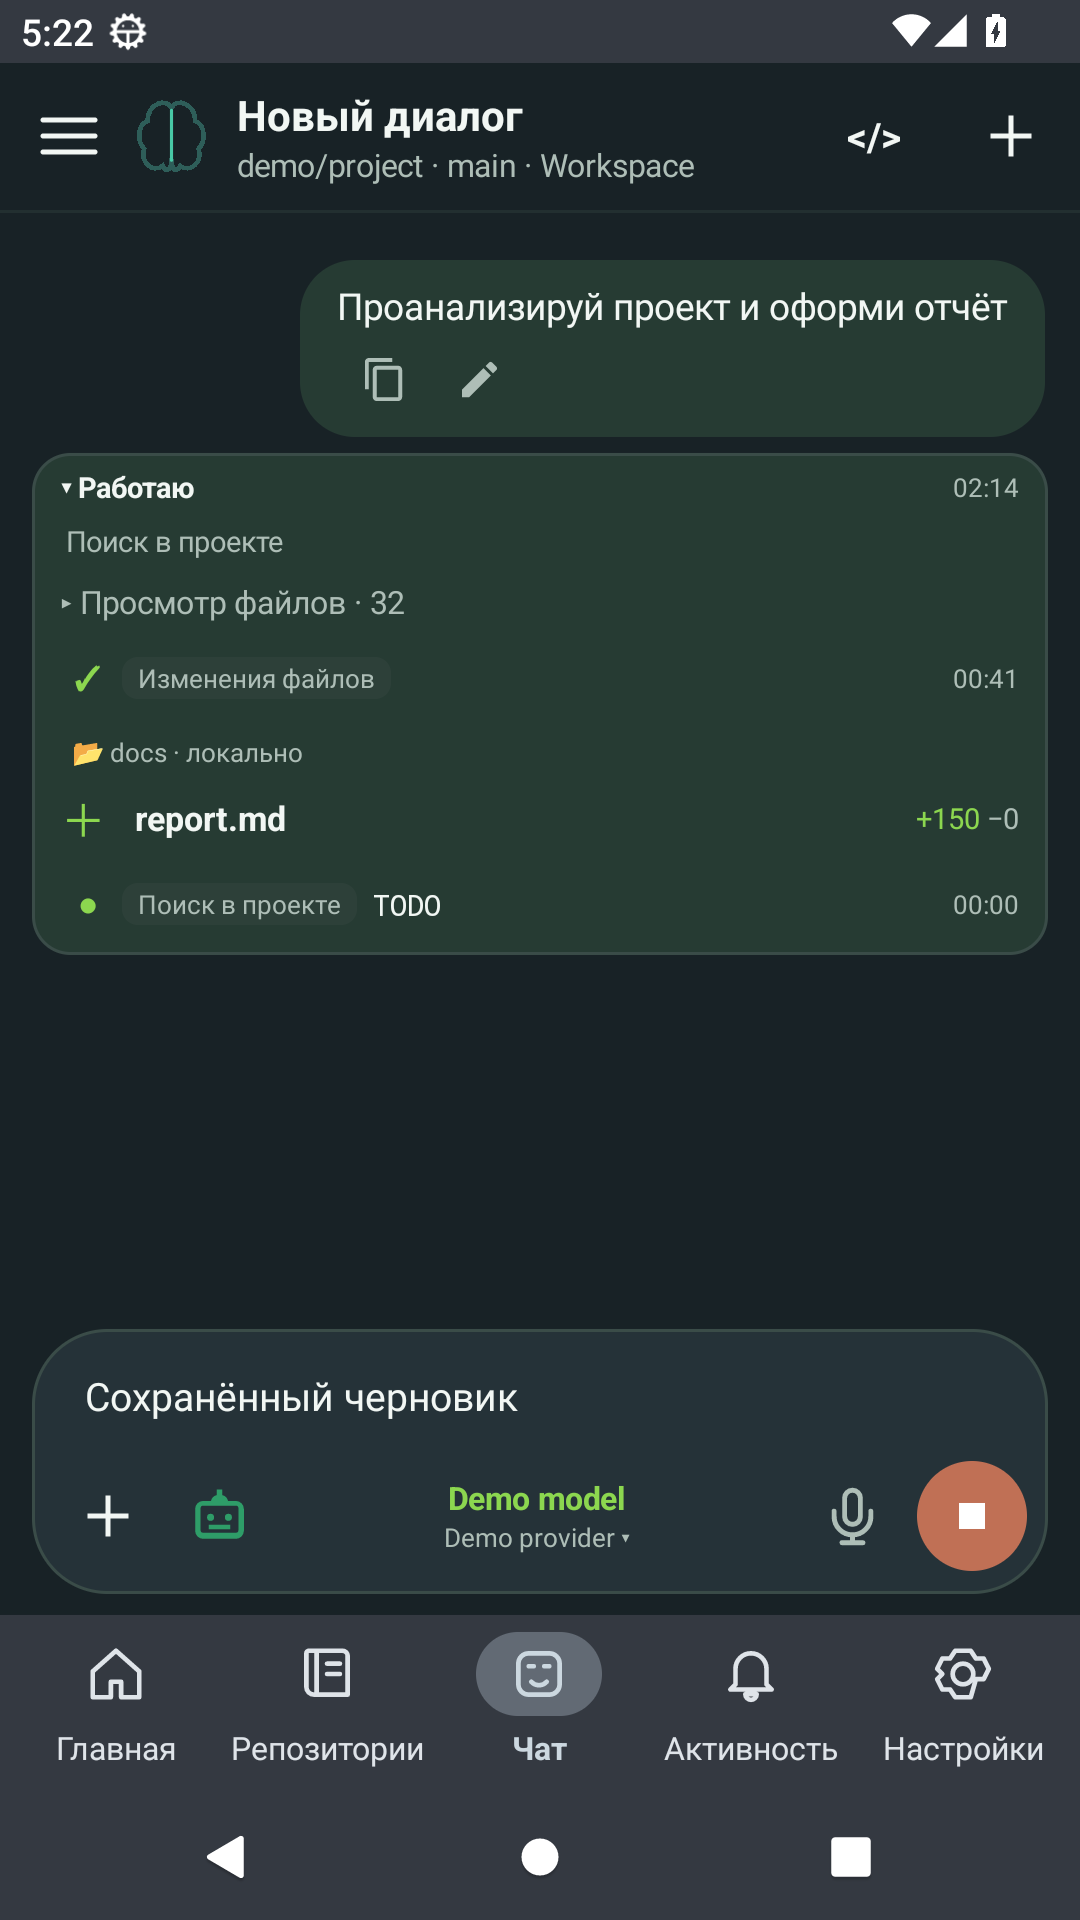 5:22
Новый диалог
demo/project · main · Workspace
</>
Проанализируй проект и оформи отчёт
▾ Работаю 02:14
Поиск в проекте
▸ Просмотр файлов · 32
✓ Изменения файлов 00:41
📂 docs · локально
+ report.md +150 −0
● Поиск в проекте TODO 00:00
Сохранённый черновик
Demo model
Demo provider ▾
Главная Репозитории Чат Активность Настройки